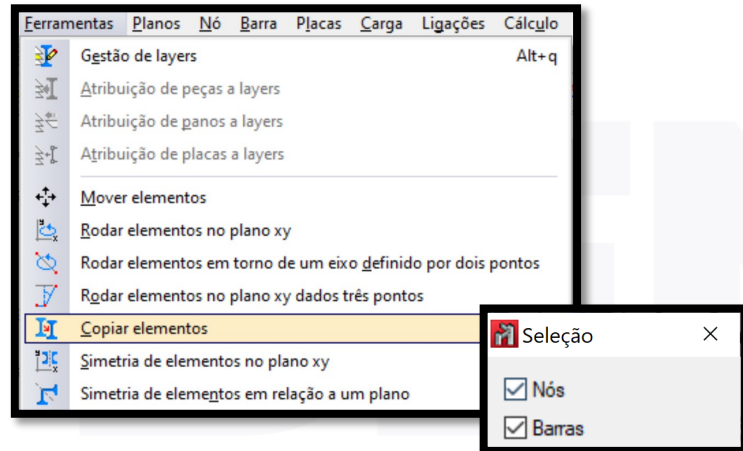 Ferramentas Planos Nó Barra Placas Carga Ligações Cálculo
Gestão de layers Alt+q
Atribuição de peças a layers
Atribuição de panos a layers
Atribuição de placas a layers
Mover elementos
Rodar elementos no plano xy
Rodar elementos em torno de um eixo definido por dois pontos
Rodar elementos no plano xy dados três pontos
Copiar elementos
Simetria de elementos no plano xy
Simetria de elementos em relação a um plano
Seleção
Nós
Barras